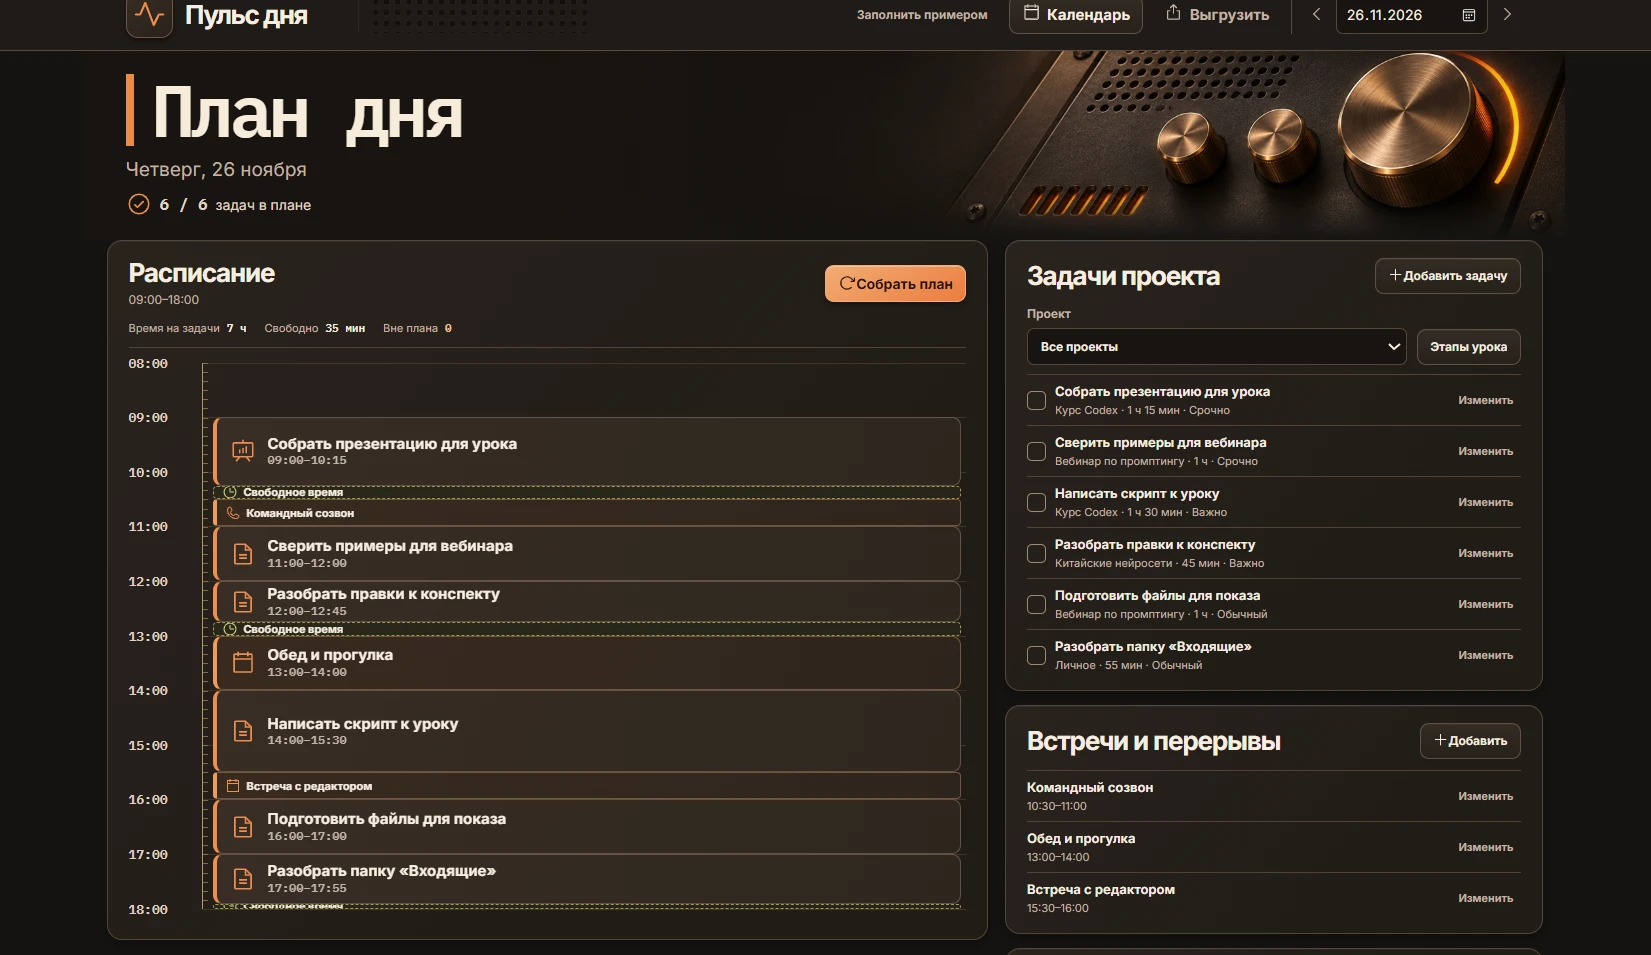 Пульс дня
Заполнить примером
Календарь
Выгрузить
26.11.2026
План дня
Четверг, 26 ноября
6 / 6 задач в плане
Расписание
09:00–18:00
Собрать план
Время на задачи 7 ч Свободно 35 мин Вне плана 0
08:00
09:00
Собрать презентацию для урока
09:00–10:15
10:00
Свободное время
Командный созвон
11:00
Сверить примеры для вебинара
11:00–12:00
12:00
Разобрать правки к конспекту
12:00–12:45
Свободное время
13:00
Обед и прогулка
13:00–14:00
14:00
Написать скрипт к уроку
14:00–15:30
15:00
Встреча с редактором
16:00
Подготовить файлы для показа
16:00–17:00
17:00
Разобрать папку «Входящие»
17:00–17:55
18:00
Задачи проекта
Добавить задачу
Проект
Все проекты
Этапы урока
Собрать презентацию для урока
Курс Codex · 1 ч 15 мин · Срочно
Изменить
Сверить примеры для вебинара
Вебинар по промптингу · 1 ч · Срочно
Изменить
Написать скрипт к уроку
Курс Codex · 1 ч 30 мин · Важно
Изменить
Разобрать правки к конспекту
Китайские нейросети · 45 мин · Важно
Изменить
Подготовить файлы для показа
Вебинар по промптингу · 1 ч · Обычный
Изменить
Разобрать папку «Входящие»
Личное · 55 мин · Обычный
Изменить
Встречи и перерывы
Добавить
Командный созвон
10:30–11:00
Изменить
Обед и прогулка
13:00–14:00
Изменить
Встреча с редактором
15:30–16:00
Изменить